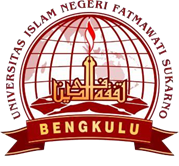 UNIVERSITAS ISLAM NEGERI FATMAWATI SUKARNO
BENGKULU